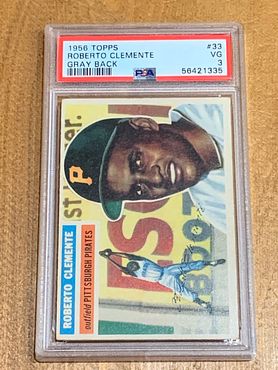 1956 TOPPS #33
ROBERTO CLEMENTE VG
GRAY BACK 3
PSA 56421335
P
ROBERTO CLEMENTE
outfield PITTSBURGH PIRATES